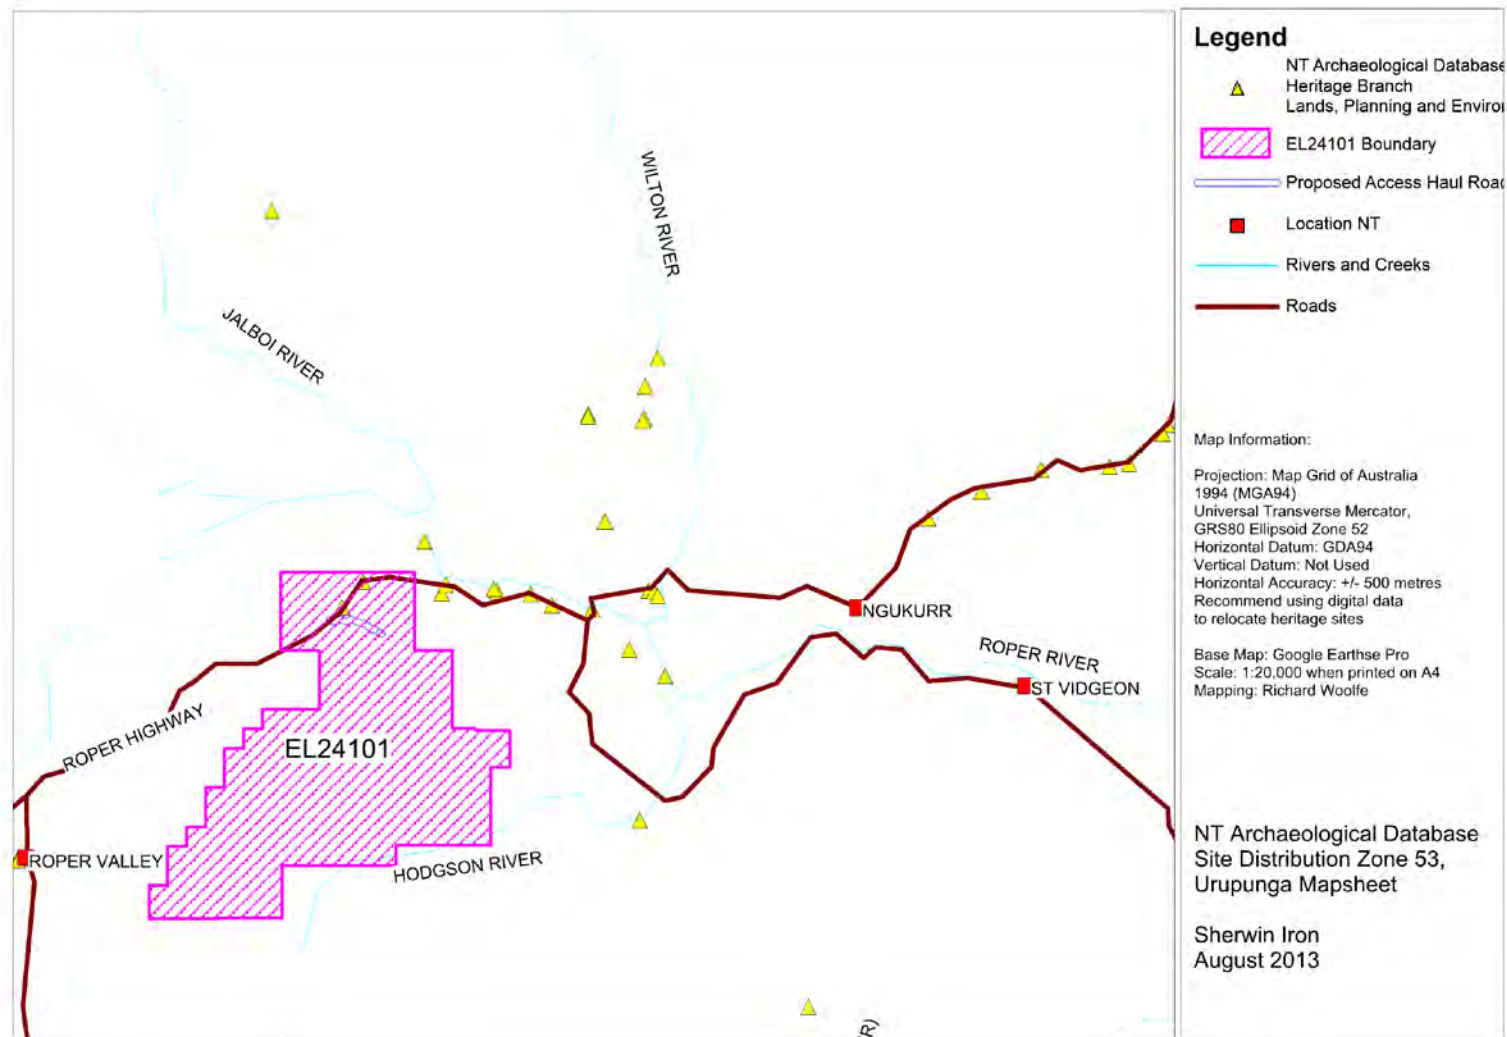 WILTON RIVER
JALBOI RIVER
NGUKURR
ROPER RIVER
ST VIDGEON
ROPER HIGHWAY
EL24101
ROPER VALLEY
HODGSON RIVER
R)
Legend
NT Archaeological Database
Heritage Branch
Lands, Planning and Enviro
EL24101 Boundary
Proposed Access Haul Road
Location NT
Rivers and Creeks
Roads
Map Information:
Projection: Map Grid of Australia
1994 (MGA94)
Universal Transverse Mercator,
GRS80 Ellipsoid Zone 52
Horizontal Datum: GDA94
Vertical Datum: Not Used
Horizontal Accuracy: +/- 500 metres
Recommend using digital data
to relocate heritage sites
Base Map: Google Earthse Pro
Scale: 1:20,000 when printed on A4
Mapping: Richard Woolfe
NT Archaeological Database
Site Distribution Zone 53,
Urupunga Mapsheet
Sherwin Iron
August 2013